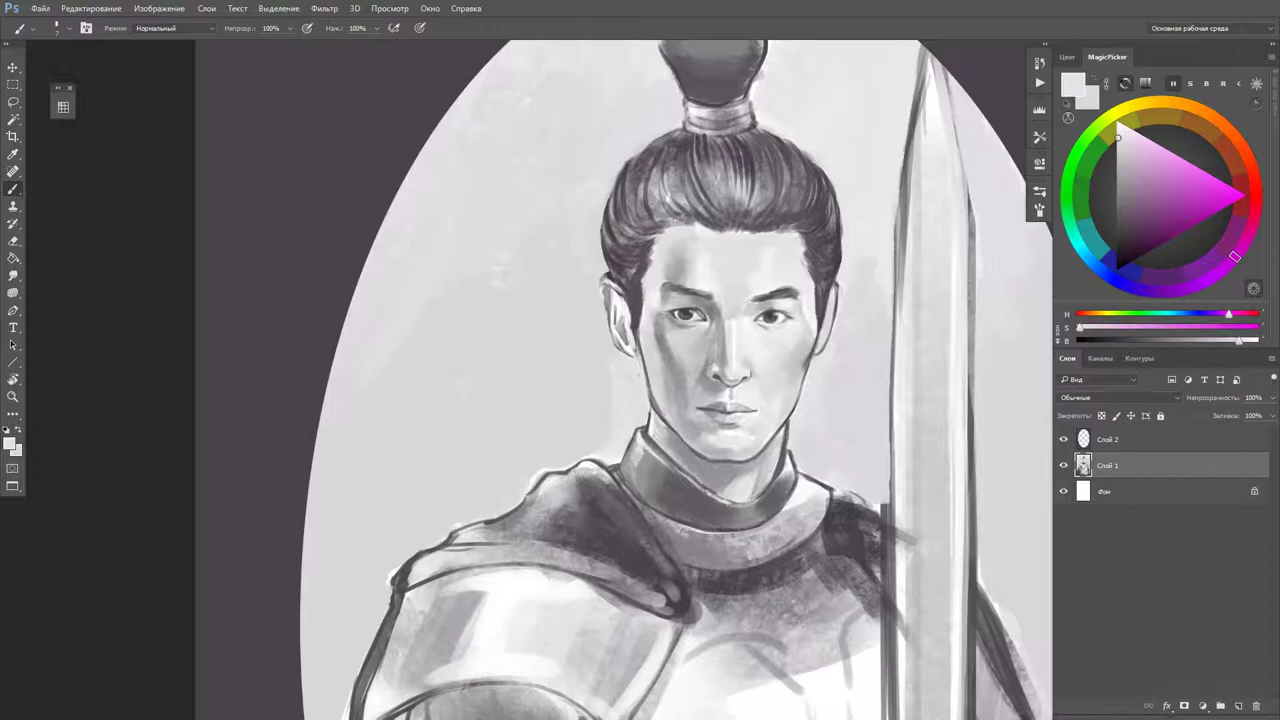 Ps Файл Редактирование Изображение Слои Текст Выделение Фильтр 3D Просмотр Окно Справка
7 Режим: Нормальный Непрозр.: 100% Наж.: 100% Основная рабочая среда
Цвет MagicPicker
H S B R
H
S
B
Слои Каналы Контуры
Вид
Обычные Непрозрачность: 100%
Закрепить: Заливка: 100%
Слой 2
Слой 1
Фон